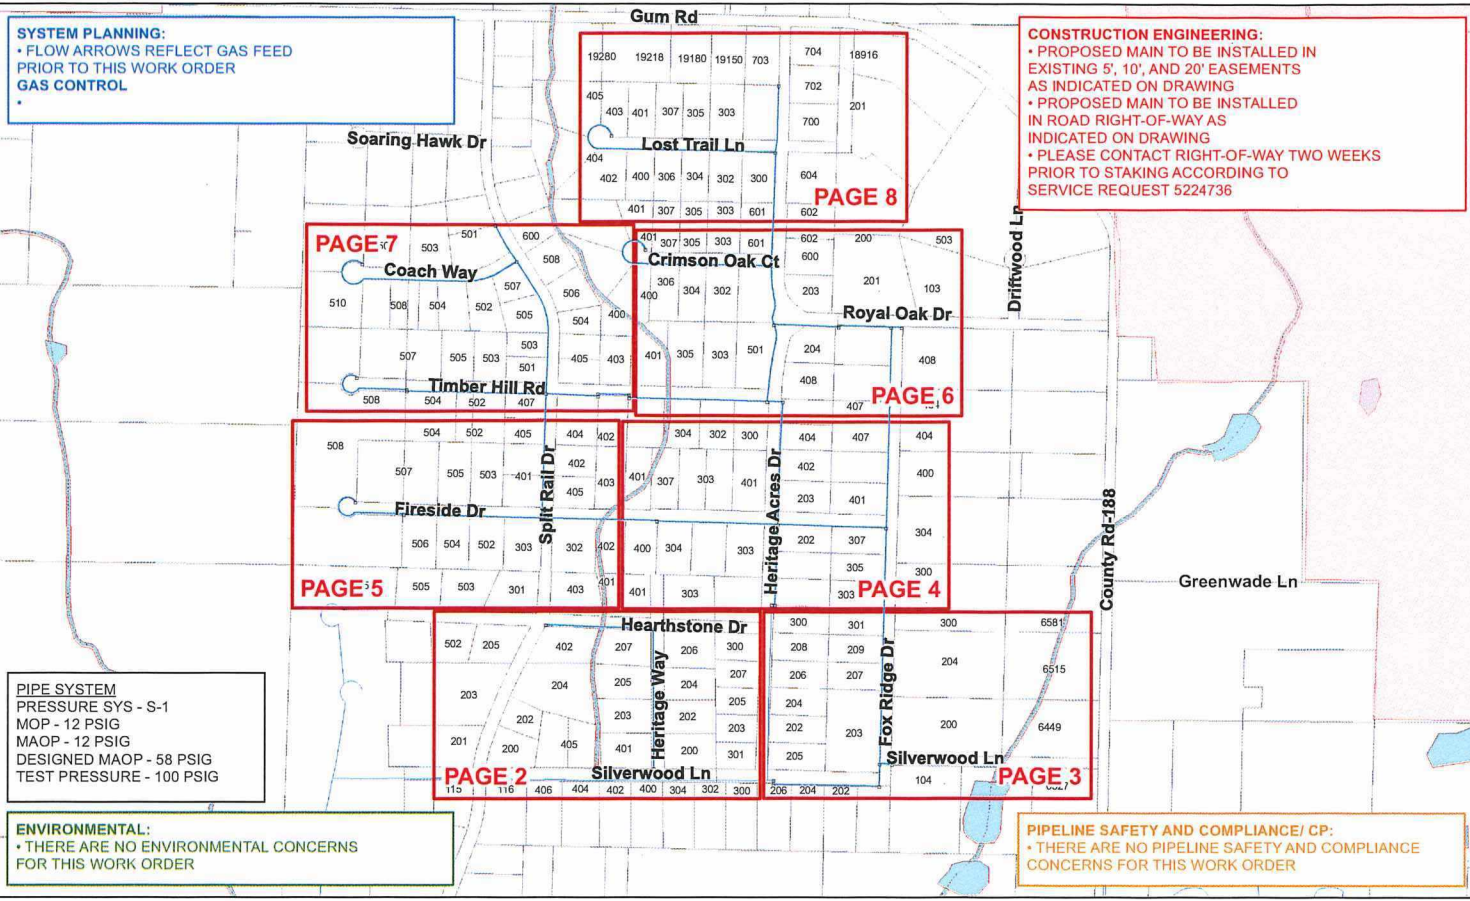 SYSTEM PLANNING:
• FLOW ARROWS REFLECT GAS FEED
PRIOR TO THIS WORK ORDER
GAS CONTROL
•
Gum Rd
CONSTRUCTION ENGINEERING:
• PROPOSED MAIN TO BE INSTALLED IN
EXISTING 5', 10', AND 20' EASEMENTS
AS INDICATED ON DRAWING
• PROPOSED MAIN TO BE INSTALLED
IN ROAD RIGHT-OF-WAY AS
INDICATED ON DRAWING
• PLEASE CONTACT RIGHT-OF-WAY TWO WEEKS
PRIOR TO STAKING ACCORDING TO
SERVICE REQUEST 5224736
19280 19218 19180 19150 703 704 18916
702
405 403 401 307 305 303 700 201
Soaring Hawk Dr
Lost Trail Ln
404
402 400 306 304 302 300 604
PAGE 8
401 307 305 303 601 602
Driftwood Ln
PAGE 7
503 501 600
508
Coach Way
507
510 508 504 502 505 506 504 400
503
507 505 503 501 405 403
Timber Hill Rd
508 504 502 407
401 307 305 303 601 602 200 503
Crimson Oak Ct
600
306 304 302 203 201 103
400
Royal Oak Dr
401 305 303 501 204 408
408
PAGE 6
407
504 502 405 404 402
508
507 505 503 401 402 403
405
Fireside Dr
Split Rail Dr
506 504 502 303 302 402
PAGE 5
505 503 301 403 401
304 302 300 404 407 404
402 400
401 307 303 401 203 401
Heritage Acres Dr
400 304 303 202 307 304
305 300
401 303 303
PAGE 4
County Rd-188
Greenwade Ln
Hearthstone Dr
502 205 402 207 206 300
203 204 205 204 207
205
202 203 202 203
201 200 405 401 200 301
Heritage Way
PAGE 2
Silverwood Ln
115 116 406 404 402 400 304 302 300
300 301 300 6581
208 209
206 207 204 6515
204
202 203 200 6449
205
Fox Ridge Dr
Silverwood Ln
104
PAGE 3
206 204 202
PIPE SYSTEM
PRESSURE SYS - S-1
MOP - 12 PSIG
MAOP - 12 PSIG
DESIGNED MAOP - 58 PSIG
TEST PRESSURE - 100 PSIG
ENVIRONMENTAL:
• THERE ARE NO ENVIRONMENTAL CONCERNS
FOR THIS WORK ORDER
PIPELINE SAFETY AND COMPLIANCE/ CP:
• THERE ARE NO PIPELINE SAFETY AND COMPLIANCE
CONCERNS FOR THIS WORK ORDER